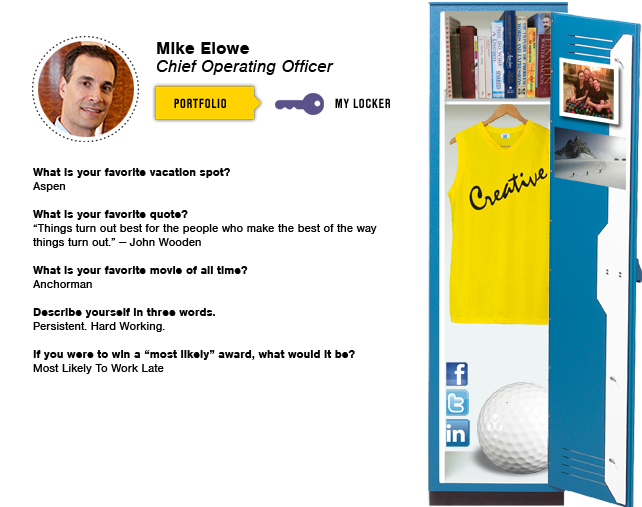 Mike Elowe
Chief Operating Officer
PORTFOLIO
MY LOCKER
What is your favorite vacation spot?
Aspen
What is your favorite quote?
“Things turn out best for the people who make the best of the way
things turn out.” – John Wooden
What is your favorite movie of all time?
Anchorman
Describe yourself in three words.
Persistent. Hard Working.
If you were to win a “most likely” award, what would it be?
Most Likely To Work Late
Creative
f
t
in